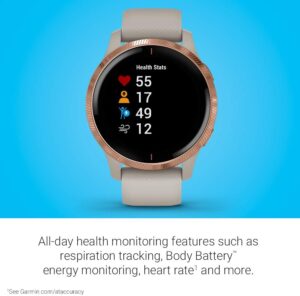 Health Stats
55
17
49
12
All-day health monitoring features such as
respiration tracking, Body Battery™
energy monitoring, heart rate¹ and more.
¹See Garmin.com/ataccuracy